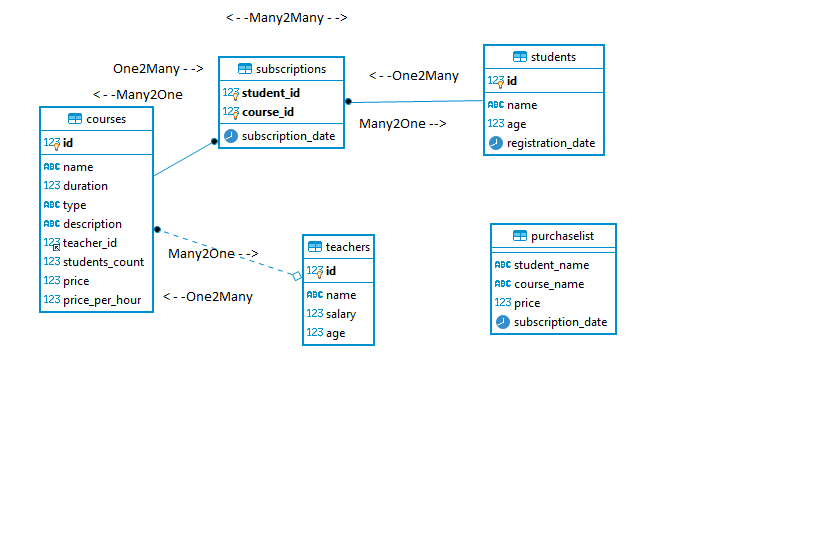 < - -Many2Many - ->
One2Many - ->
< - -Many2One
subscriptions
123 student_id
123 course_id
subscription_date
< - -One2Many
Many2One -->
students
123 id
ABC name
123 age
registration_date
courses
123 id
ABC name
123 duration
ABC type
ABC description
123 teacher_id
123 students_count
123 price
123 price_per_hour
Many2One - ->
< - -One2Many
teachers
123 id
ABC name
123 salary
123 age
purchaselist
ABC student_name
ABC course_name
123 price
subscription_date